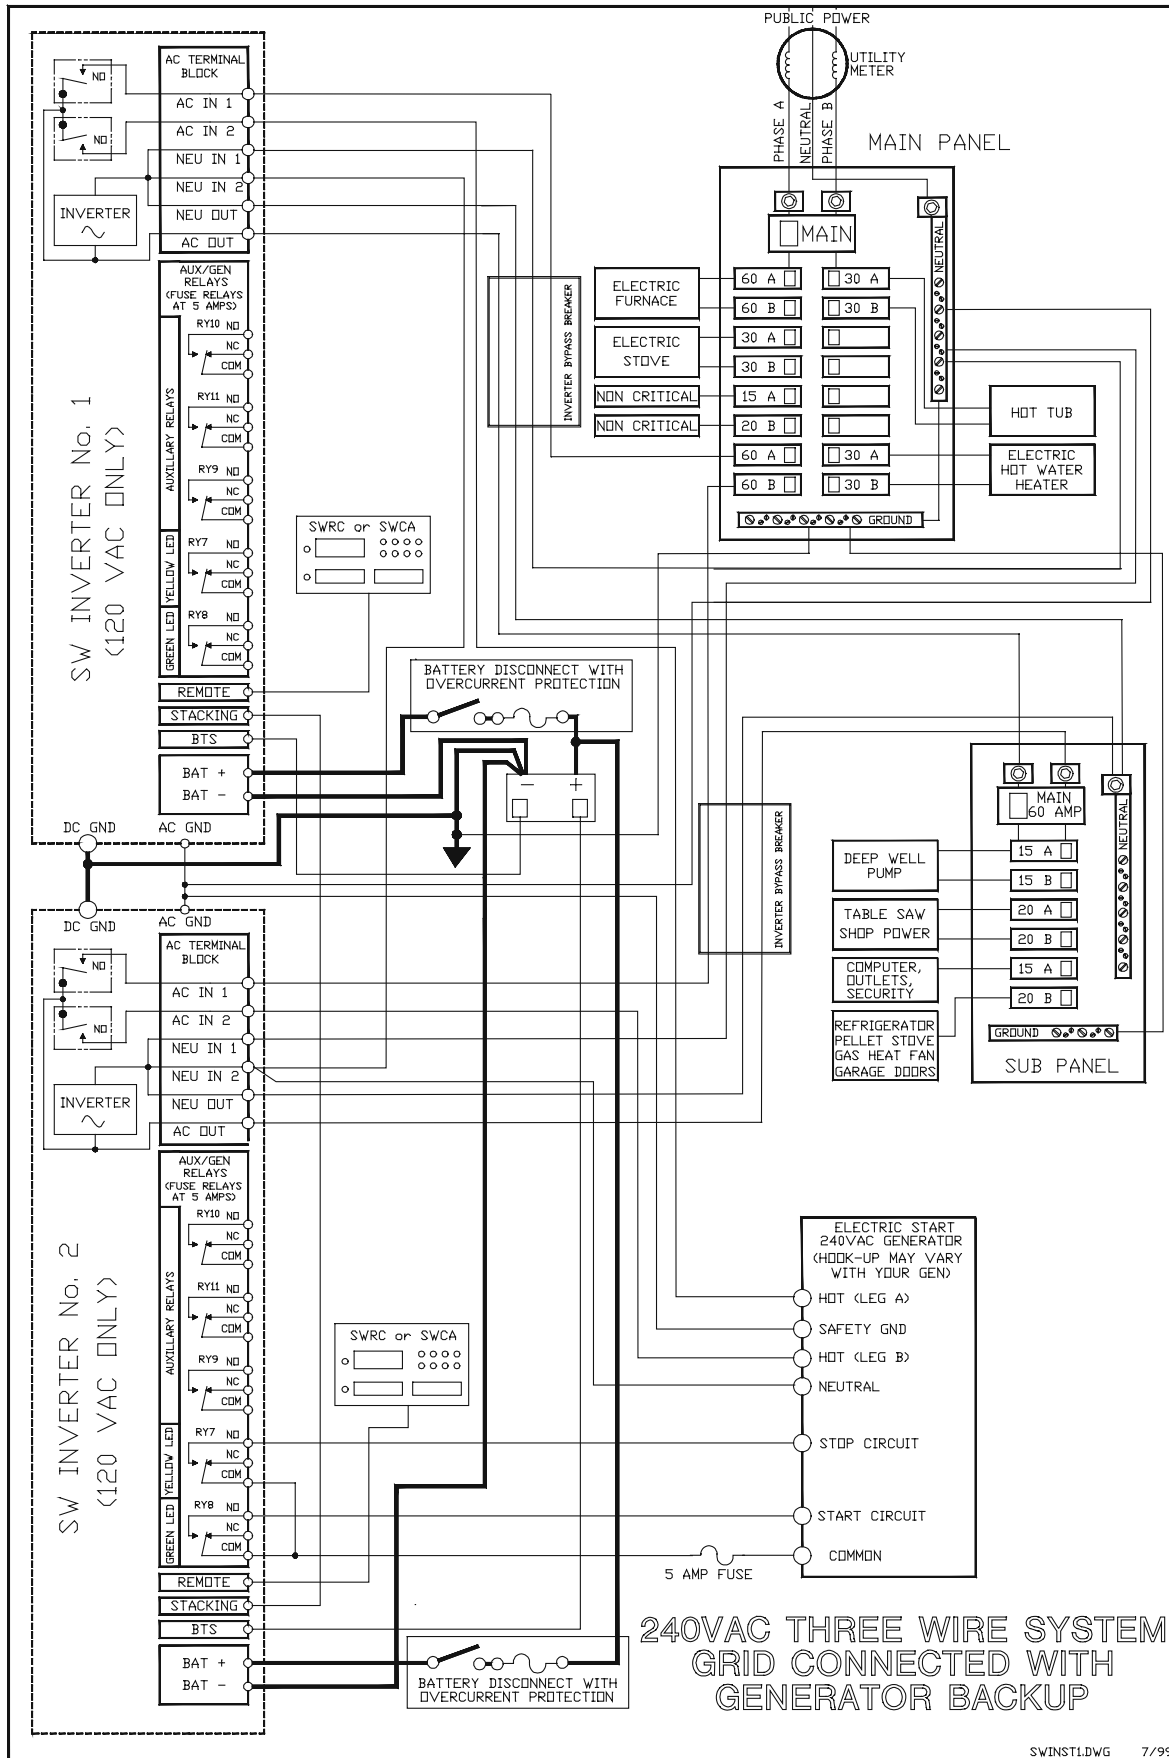 PUBLIC POWER
UTILITY
METER
PHASE A
NEUTRAL
PHASE B
MAIN PANEL
MAIN
NEUTRAL
60 A
30 A
60 B
30 B
30 A
30 B
15 A
20 B
60 A
30 A
60 B
30 B
GROUND
ELECTRIC
FURNACE
ELECTRIC
STOVE
NON CRITICAL
NON CRITICAL
HOT TUB
ELECTRIC
HOT WATER
HEATER
INVERTER BYPASS BREAKER
SW INVERTER No. 1
(120 VAC ONLY)
NO
NO
INVERTER
AC TERMINAL
BLOCK
AC IN 1
AC IN 2
NEU IN 1
NEU IN 2
NEU OUT
AC OUT
AUX/GEN
RELAYS
(FUSE RELAYS
AT 5 AMPS)
AUXILLARY RELAYS
YELLOW LED
GREEN LED
RY10 NO
NC
COM
RY11 NO
NC
COM
RY9 NO
NC
COM
RY7 NO
NC
COM
RY8 NO
NC
COM
REMOTE
STACKING
BTS
BAT +
BAT -
DC GND
AC GND
SWRC or SWCA
BATTERY DISCONNECT WITH
OVERCURRENT PROTECTION
- +
INVERTER BYPASS BREAKER
MAIN
60 AMP
NEUTRAL
15 A
15 B
20 A
20 B
15 A
20 B
GROUND
SUB PANEL
DEEP WELL
PUMP
TABLE SAW
SHOP POWER
COMPUTER,
OUTLETS,
SECURITY
REFRIGERATOR
PELLET STOVE
GAS HEAT FAN
GARAGE DOORS
DC GND
AC GND
SW INVERTER No. 2
(120 VAC ONLY)
NO
NO
INVERTER
AC TERMINAL
BLOCK
AC IN 1
AC IN 2
NEU IN 1
NEU IN 2
NEU OUT
AC OUT
AUX/GEN
RELAYS
(FUSE RELAYS
AT 5 AMPS)
AUXILLARY RELAYS
YELLOW LED
GREEN LED
RY10 NO
NC
COM
RY11 NO
NC
COM
RY9 NO
NC
COM
RY7 NO
NC
COM
RY8 NO
NC
COM
REMOTE
STACKING
BTS
BAT +
BAT -
SWRC or SWCA
BATTERY DISCONNECT WITH
OVERCURRENT PROTECTION
ELECTRIC START
240VAC GENERATOR
(HOOK-UP MAY VARY
WITH YOUR GEN)
HOT (LEG A)
SAFETY GND
HOT (LEG B)
NEUTRAL
STOP CIRCUIT
START CIRCUIT
COMMON
5 AMP FUSE
240VAC THREE WIRE SYSTEM
GRID CONNECTED WITH
GENERATOR BACKUP
SWINST1.DWG 7/99